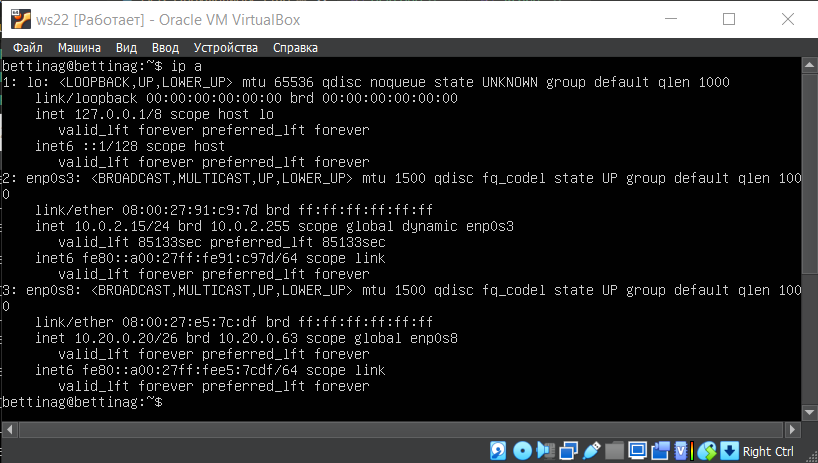 ws22 [Работает] - Oracle VM VirtualBox
Файл Машина Вид Ввод Устройства Справка
bettinag@bettinag:~$ ip a
1: lo: <LOOPBACK,UP,LOWER_UP> mtu 65536 qdisc noqueue state UNKNOWN group default qlen 1000
    link/loopback 00:00:00:00:00:00 brd 00:00:00:00:00:00
    inet 127.0.0.1/8 scope host lo
       valid_lft forever preferred_lft forever
    inet6 ::1/128 scope host
       valid_lft forever preferred_lft forever
2: enp0s3: <BROADCAST,MULTICAST,UP,LOWER_UP> mtu 1500 qdisc fq_codel state UP group default qlen 100
0
    link/ether 08:00:27:91:c9:7d brd ff:ff:ff:ff:ff:ff
    inet 10.0.2.15/24 brd 10.0.2.255 scope global dynamic enp0s3
       valid_lft 85133sec preferred_lft 85133sec
    inet6 fe80::a00:27ff:fe91:c97d/64 scope link
       valid_lft forever preferred_lft forever
3: enp0s8: <BROADCAST,MULTICAST,UP,LOWER_UP> mtu 1500 qdisc fq_codel state UP group default qlen 100
0
    link/ether 08:00:27:e5:7c:df brd ff:ff:ff:ff:ff:ff
    inet 10.20.0.20/26 brd 10.20.0.63 scope global enp0s8
       valid_lft forever preferred_lft forever
    inet6 fe80::a00:27ff:fee5:7cdf/64 scope link
       valid_lft forever preferred_lft forever
bettinag@bettinag:~$
Right Ctrl